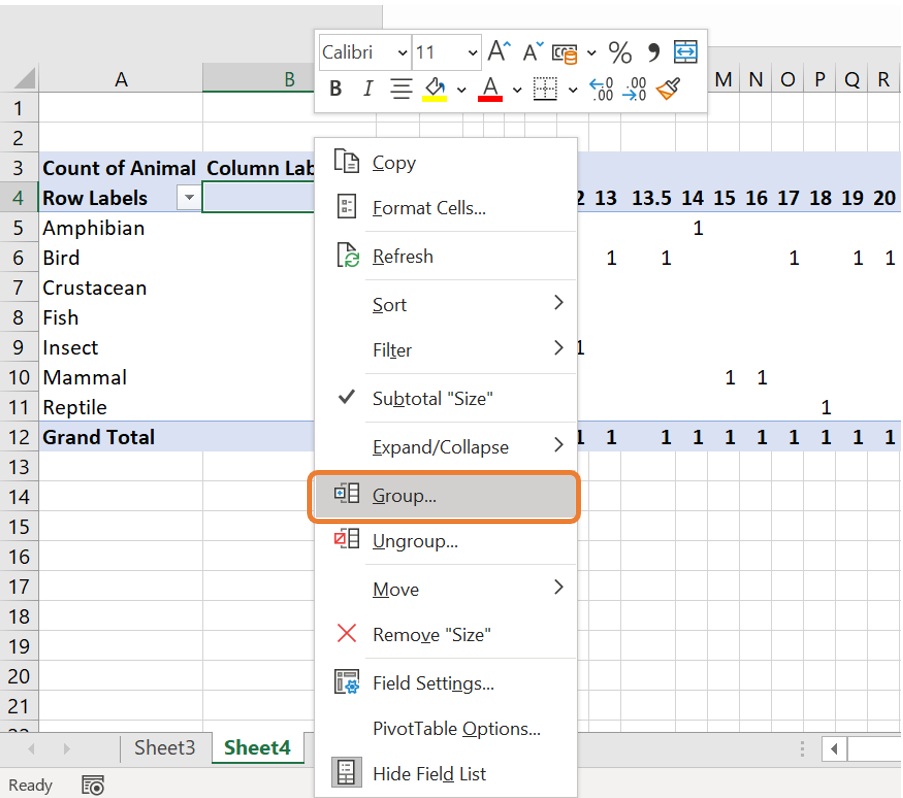 Calibri 11 A A % 9
B I A .00 .00
A B M N O P Q R
1
2
3 Count of Animal Column Lab
4 Row Labels 2 13 13.5 14 15 16 17 18 19 20
5 Amphibian 1
6 Bird 1 1 1 1 1
7 Crustacean
8 Fish
9 Insect 1
10 Mammal 1 1
11 Reptile 1
12 Grand Total 1 1 1 1 1 1 1 1 1 1
13
14
15
16
17
18
19
20
21
Copy
Format Cells...
Refresh
Sort
Filter
Subtotal "Size"
Expand/Collapse
Group...
Ungroup...
Move
Remove "Size"
Field Settings...
PivotTable Options...
Hide Field List
Sheet3 Sheet4
Ready